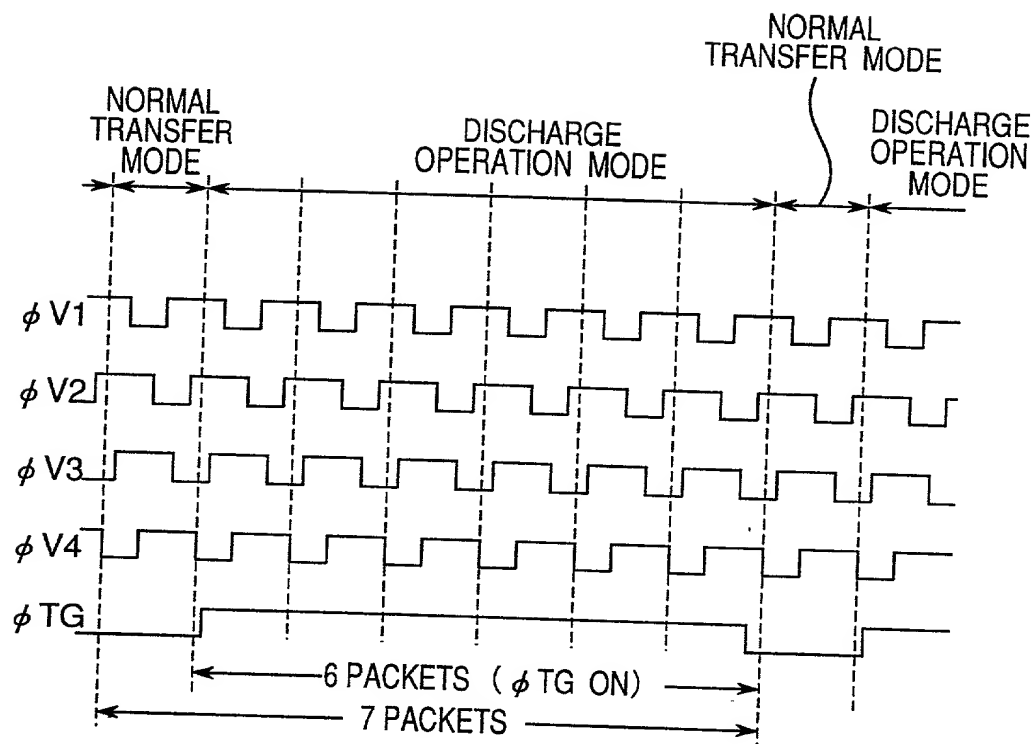 NORMAL
TRANSFER MODE
NORMAL
TRANSFER
MODE
DISCHARGE
OPERATION MODE
DISCHARGE
OPERATION
MODE
ϕ V1
ϕ V2
ϕ V3
ϕ V4
ϕ TG
6 PACKETS ( ϕ TG ON)
7 PACKETS